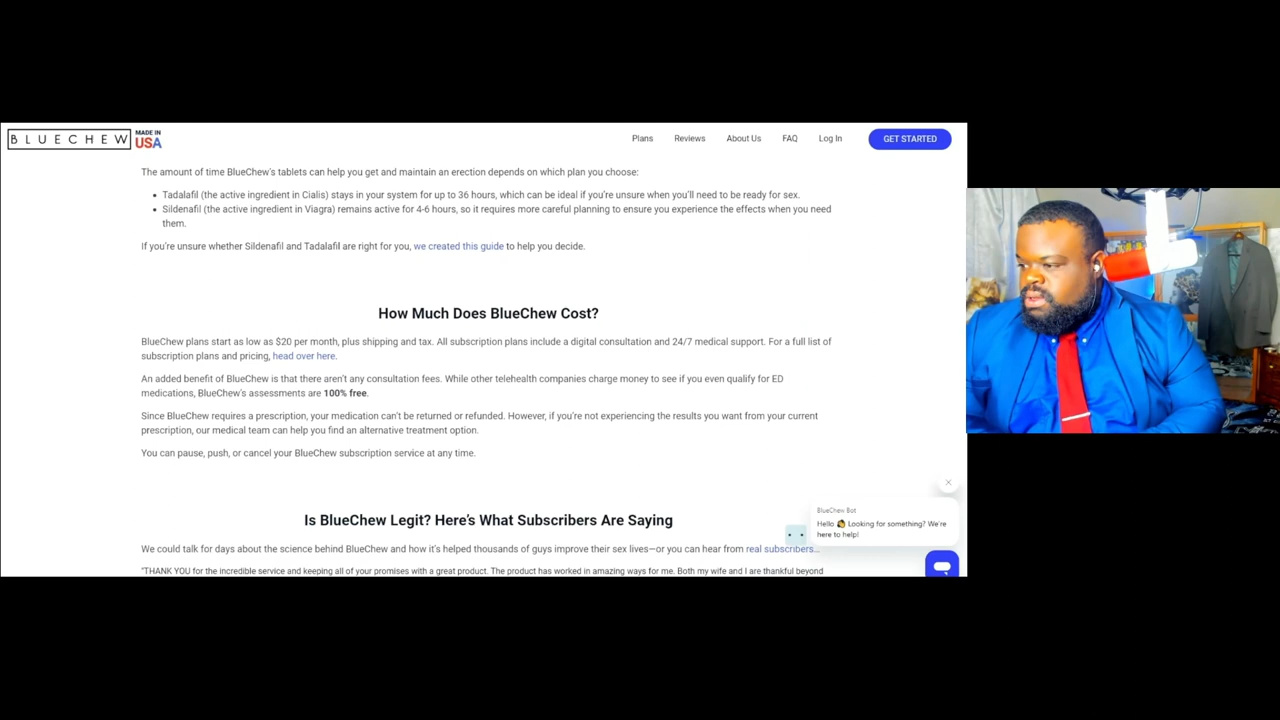 BLUECHEW MADE IN USA Plans Reviews About Us FAQ Log In GET STARTED
The amount of time BlueChew's tablets can help you get and maintain an erection depends on which plan you choose:
• Tadalafil (the active ingredient in Cialis) stays in your system for up to 36 hours, which can be ideal if you're unsure when you'll need to be ready for sex.
• Sildenafil (the active ingredient in Viagra) remains active for 4-6 hours, so it requires more careful planning to ensure you experience the effects when you need
them.
If you're unsure whether Sildenafil and Tadalafil are right for you, we created this guide to help you decide.
How Much Does BlueChew Cost?
BlueChew plans start as low as $20 per month, plus shipping and tax. All subscription plans include a digital consultation and 24/7 medical support. For a full list of
subscription plans and pricing, head over here.
An added benefit of BlueChew is that there aren't any consultation fees. While other telehealth companies charge money to see if you even qualify for ED
medications, BlueChew's assessments are 100% free.
Since BlueChew requires a prescription, your medication can't be returned or refunded. However, if you're not experiencing the results you want from your current
prescription, our medical team can help you find an alternative treatment option.
You can pause, push, or cancel your BlueChew subscription service at any time.
Is BlueChew Legit? Here's What Subscribers Are Saying
We could talk for days about the science behind BlueChew and how it's helped thousands of guys improve their sex lives—or you can hear from real subscribers...
"THANK YOU for the incredible service and keeping all of your promises with a great product. The product has worked in amazing ways for me. Both my wife and I are thankful beyond
BlueChew Bot
Hello 👋 Looking for something? We're
here to help!